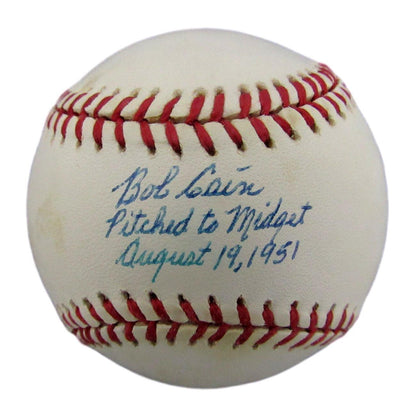 Bob Cain
Pitched to Midget
August 19, 1951